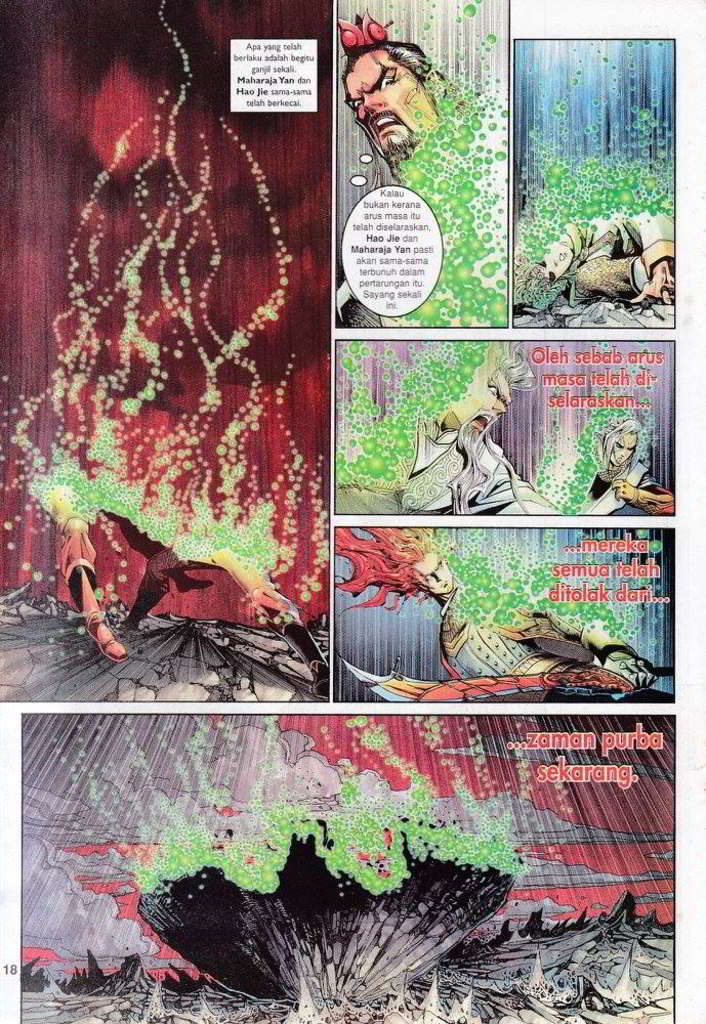 Apa yang telah
berlaku adalah begitu
ganjil sekali.
Maharaja Yan dan
Hao Jie sama-sama
telah berkecai.
Kalau
bukan kerana
arus masa itu
telah diselaraskan,
Hao Jie dan
Maharaja Yan pasti
akan sama-sama
terbunuh dalam
pertarungan itu.
Sayang sekali
ini.
Oleh sebab arus
masa telah di-
selaraskan...
...mereka
semua telah
ditolak dari...
...zaman purba
sekarang.
18